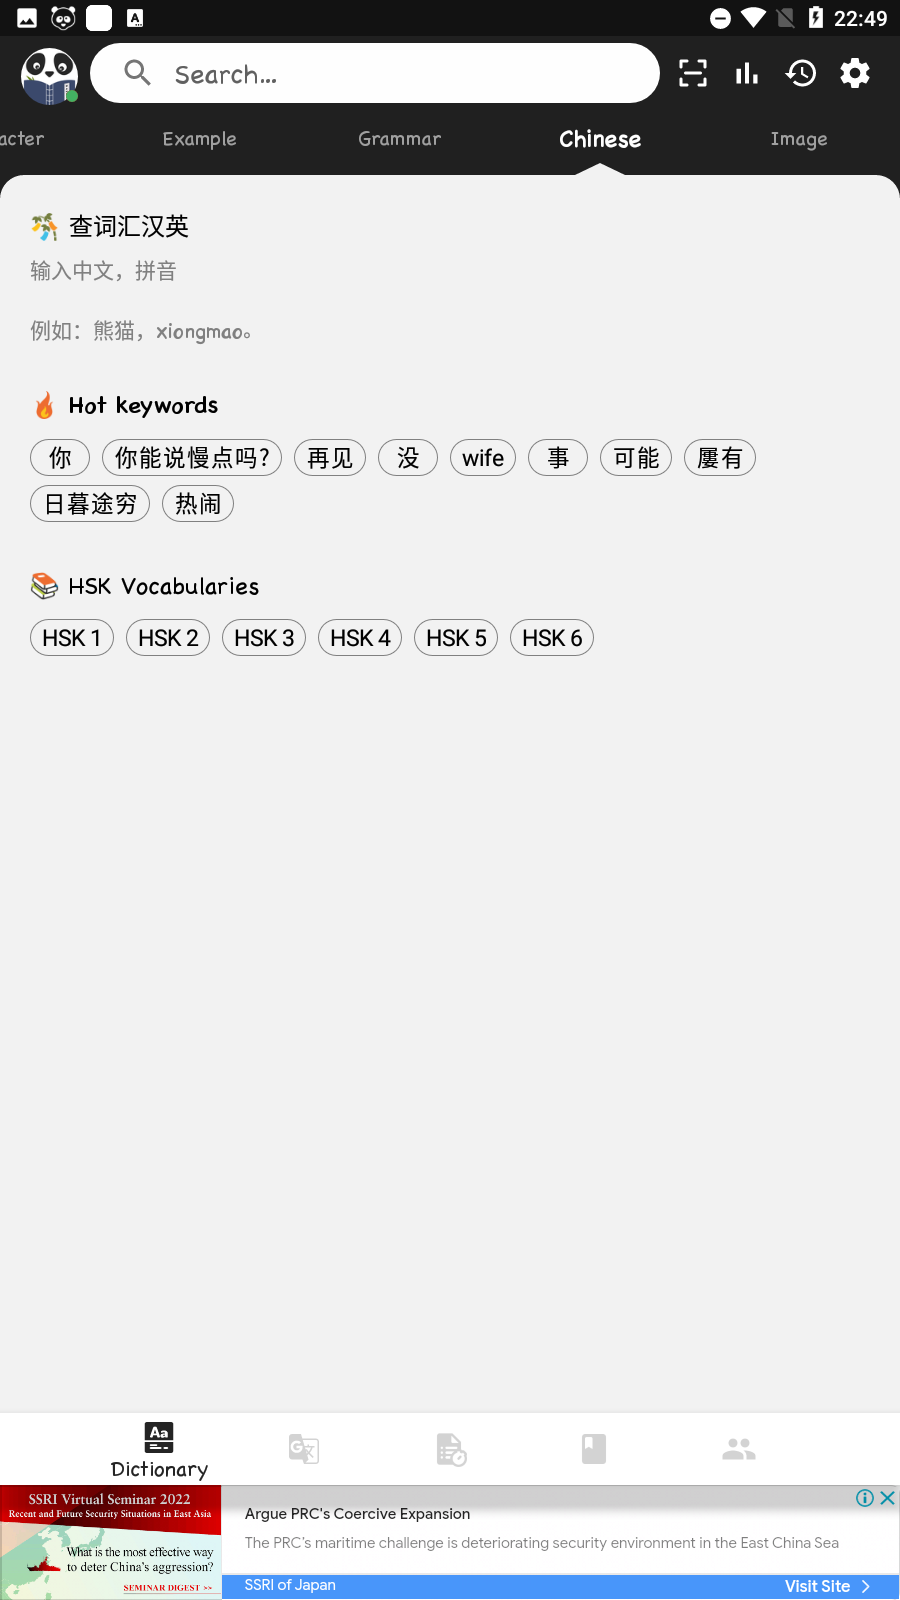 22:49
Search...
acter Example Grammar Chinese Image
查词汇汉英
输入中文，拼音
例如：熊猫，xiongmao。
Hot keywords
你 你能说慢点吗? 再见 没 wife 事 可能 屡有
日暮途穷 热闹
HSK Vocabularies
HSK 1 HSK 2 HSK 3 HSK 4 HSK 5 HSK 6
Aa
Dictionary
SSRI Virtual Seminar 2022
Recent and Future Security Situations in East Asia
What is the most effective way
to deter China's aggression?
SEMINAR DIGEST >>
Argue PRC's Coercive Expansion
The PRC's maritime challenge is deteriorating security environment in the East China Sea
SSRI of Japan
Visit Site